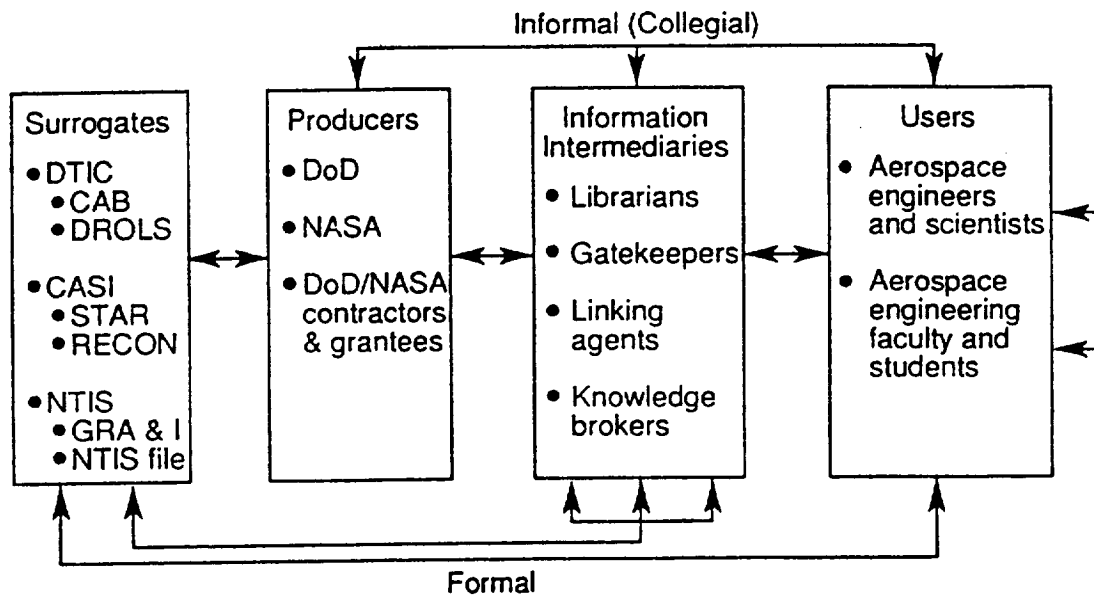 Informal (Collegial)
Surrogates
• DTIC
• CAB
• DROLS
• CASI
• STAR
• RECON
• NTIS
• GRA & I
• NTIS file
Producers
• DoD
• NASA
• DoD/NASA
contractors
& grantees
Information
Intermediaries
• Librarians
• Gatekeepers
• Linking
agents
• Knowledge
brokers
Users
• Aerospace
engineers
and scientists
• Aerospace
engineering
faculty and
students
Formal